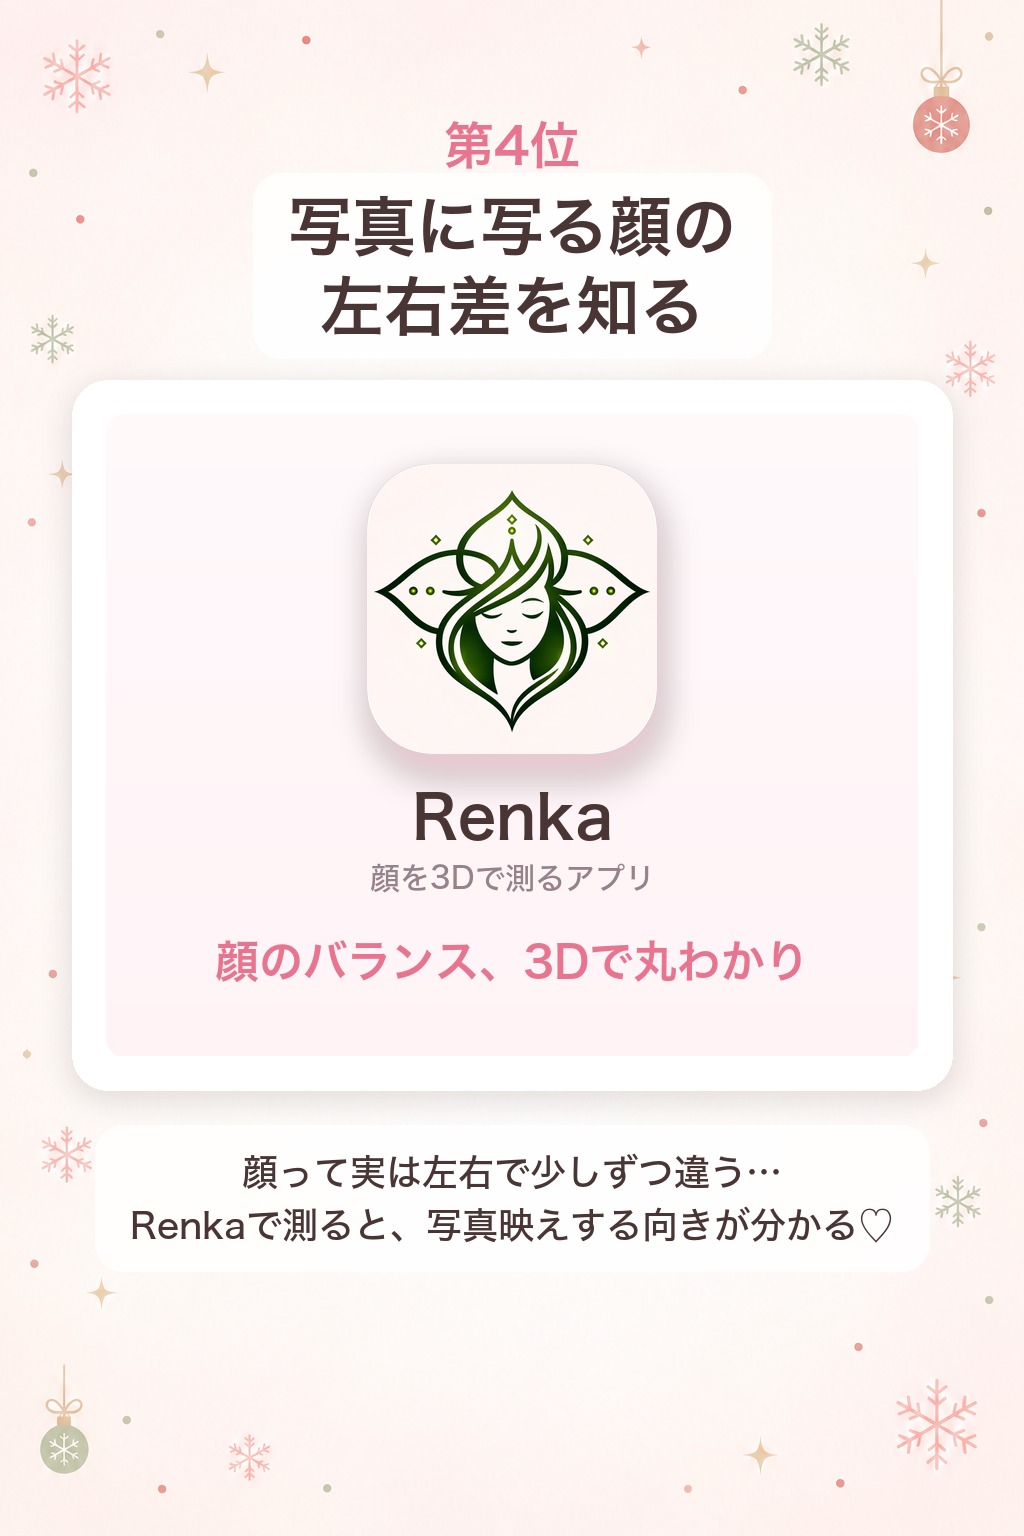 第4位
写真に写る顔の
左右差を知る
Renka
顔を3Dで測るアプリ
顔のバランス、3Dで丸わかり
顔って実は左右で少しずつ違う…
Renkaで測ると、写真映えする向きが分かる♡